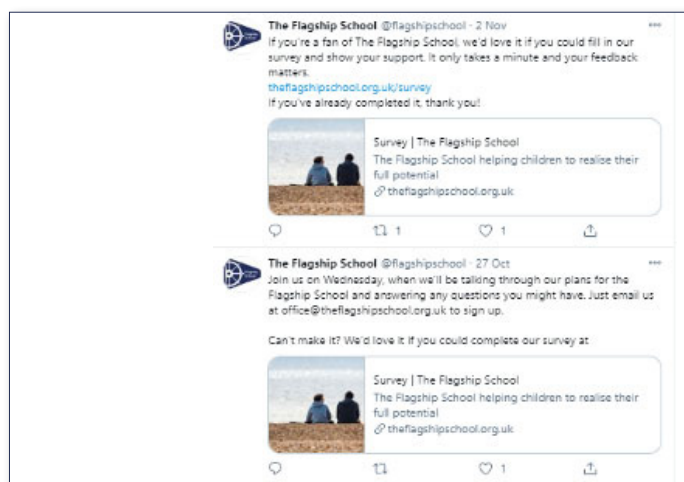 The Flagship School @flagshipschool · 2 Nov
If you're a fan of The Flagship School, we'd love it if you could fill in our
survey and show your support. It only takes a minute and your feedback
matters.
theflagshipschool.org.uk/survey
If you've already completed it, thank you!
Survey | The Flagship School
The Flagship School helping children to realise their
full potential
theflagshipschool.org.uk
1 1
The Flagship School @flagshipschool · 27 Oct
Join us on Wednesday, when we'll be talking through our plans for the
Flagship School and answering any questions you might have. Just email us
at office@theflagshipschool.org.uk to sign up.
Can't make it? We'd love it if you could complete our survey at
Survey | The Flagship School
The Flagship School helping children to realise their
full potential
theflagshipschool.org.uk
1